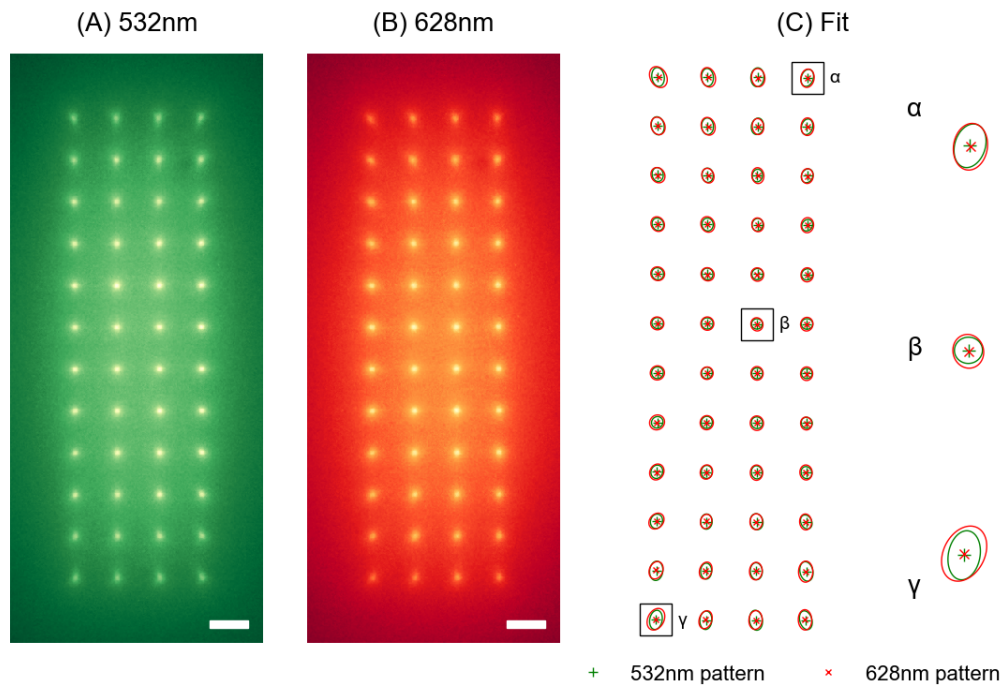 (A) 532nm
(B) 628nm
(C) Fit
α
β
γ
α
β
γ
532nm pattern
628nm pattern